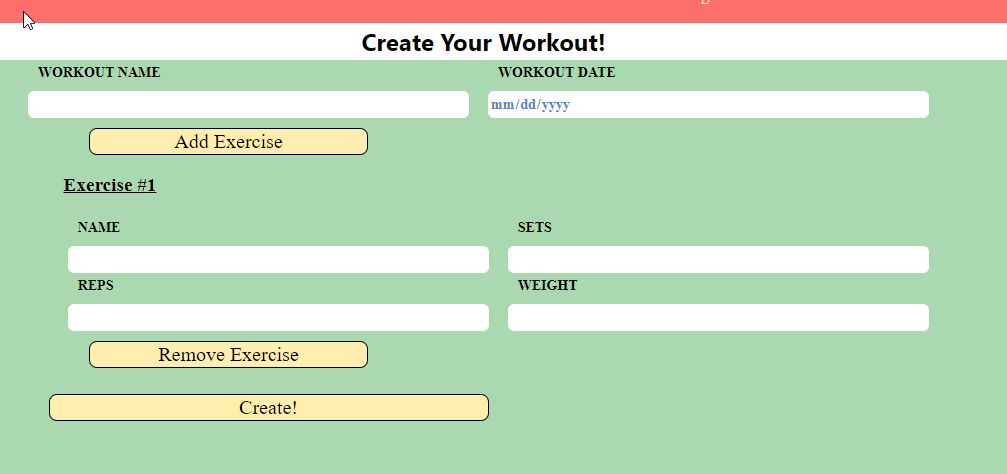 Create Your Workout!
WORKOUT NAME WORKOUT DATE
mm/dd/yyyy
Add Exercise
Exercise #1
NAME SETS
REPS WEIGHT
Remove Exercise
Create!